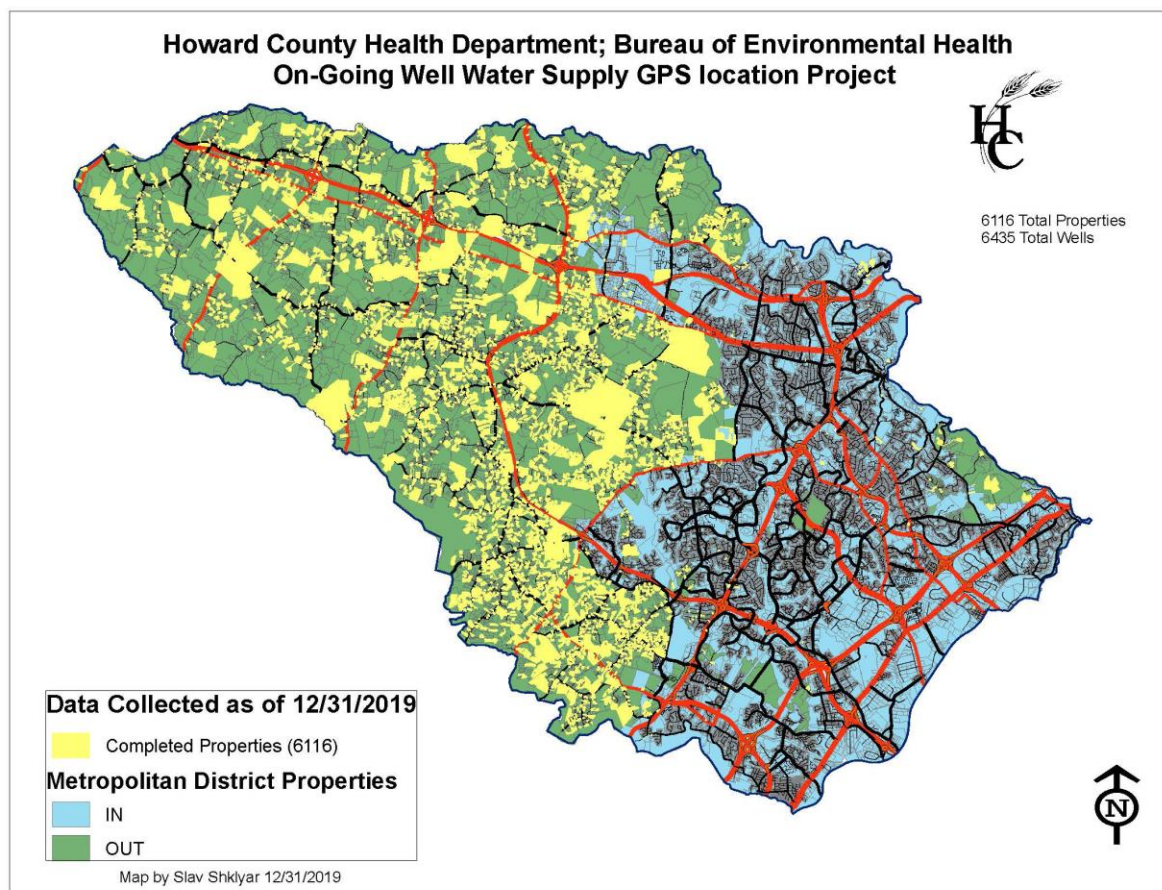 Howard County Health Department; Bureau of Environmental Health
On-Going Well Water Supply GPS location Project
HC
6116 Total Properties
6435 Total Wells
Data Collected as of 12/31/2019
Completed Properties (6116)
Metropolitan District Properties
IN
OUT
Map by Slav Shklyar 12/31/2019
N